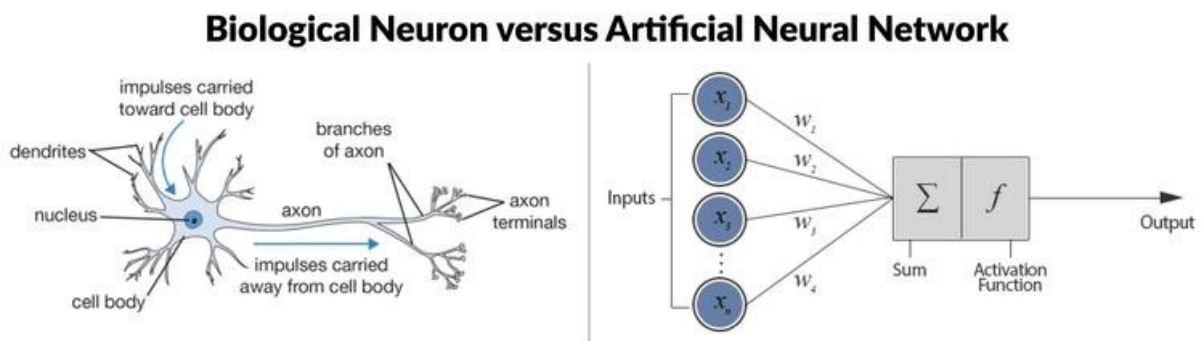 Biological Neuron versus Artificial Neural Network
impulses carried
toward cell body
dendrites
nucleus
cell body
axon
impulses carried
away from cell body
branches
of axon
axon
terminals
Inputs
x₁
x₂
x₃
⋮
xₙ
w₁
w₂
w₃
w₄
∑
f
Sum
Activation
Function
Output